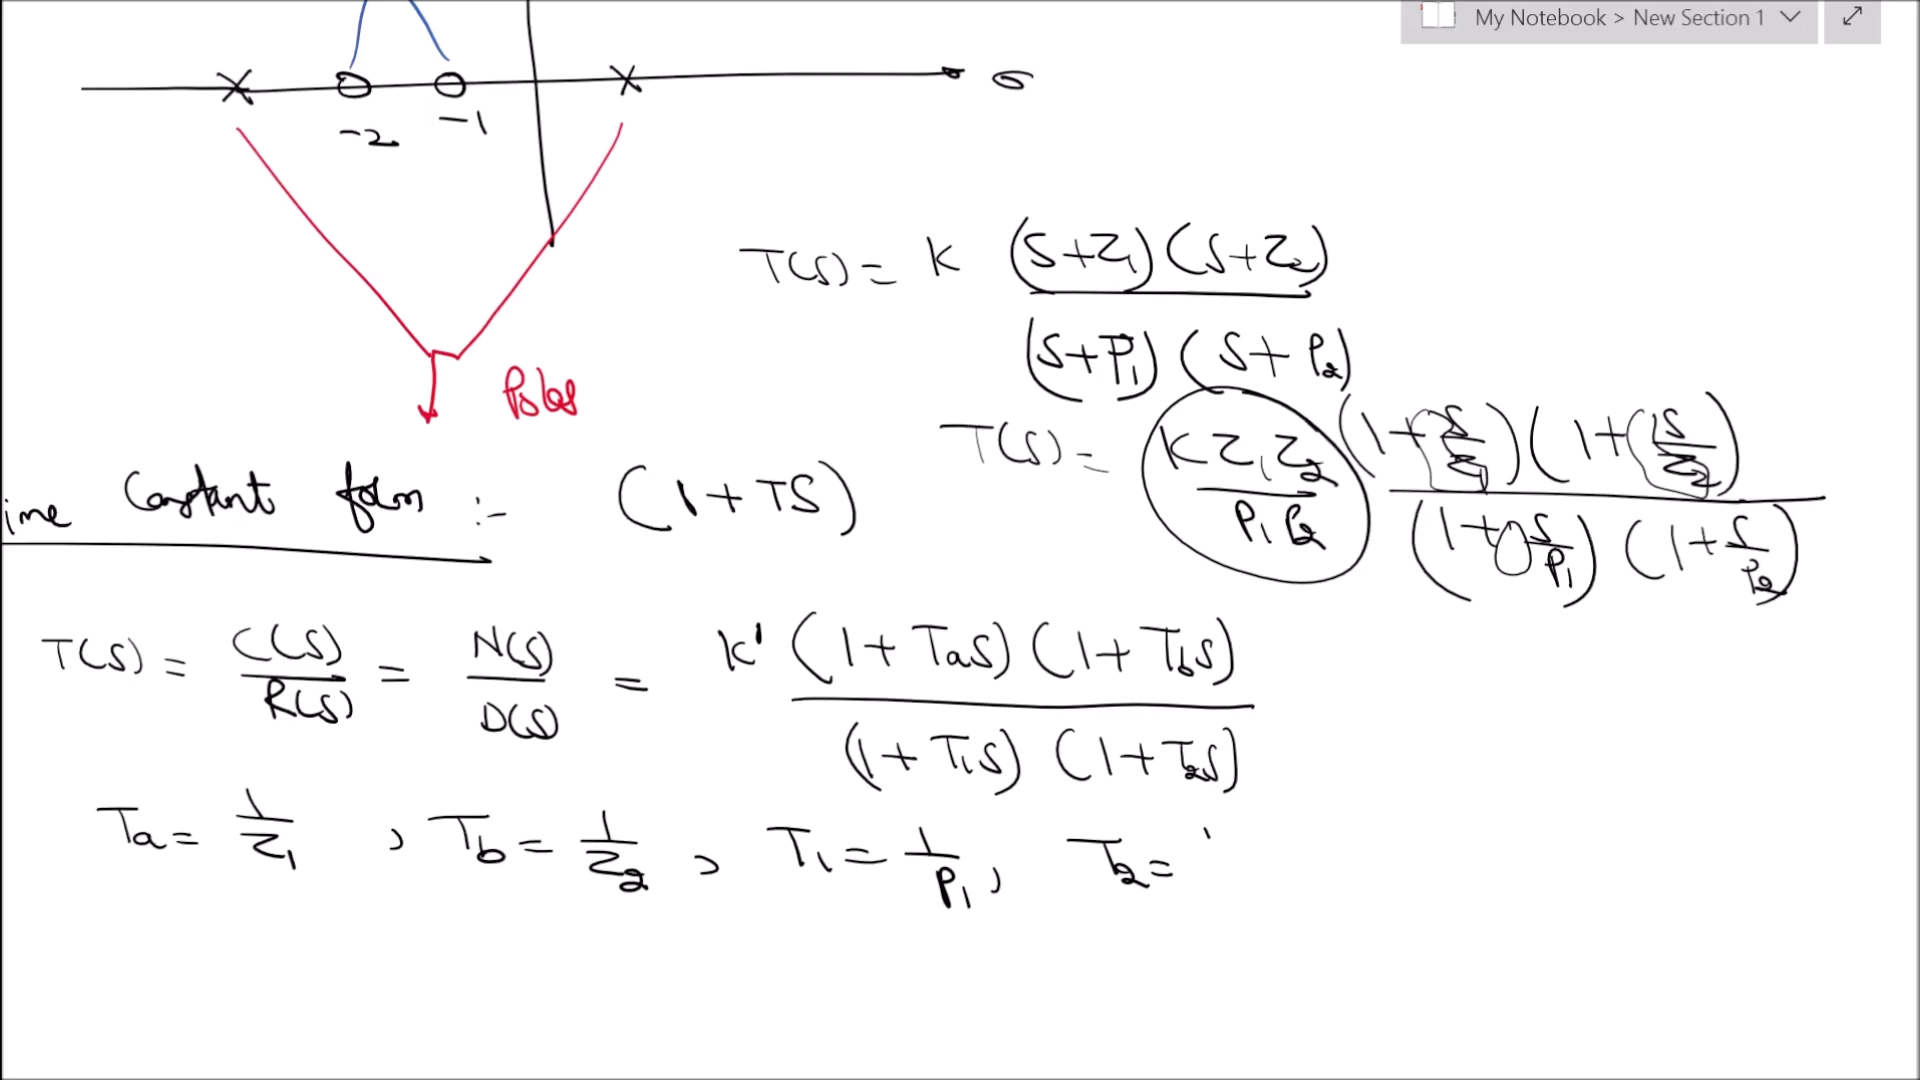 My Notebook > New Section 1
σ
-2 -1
T(s) = K (s+Z₁)(s+Z₂)
(s+P₁)(s+P₂)
Poles
T(s) = KZ₁Z₂ (1+s/Z₁)(1+s/Z₂)
P₁P₂ (1+s/P₁)(1+s/P₂)
ime Constant form :- (1+TS)
T(s) = C(s)/R(s) = N(s)/D(s) = K' (1+Tas)(1+Tbs)
(1+T₁s)(1+T₂s)
Ta = 1/Z₁ , Tb = 1/Z₂ , T₁ = 1/P₁ , T₂ =